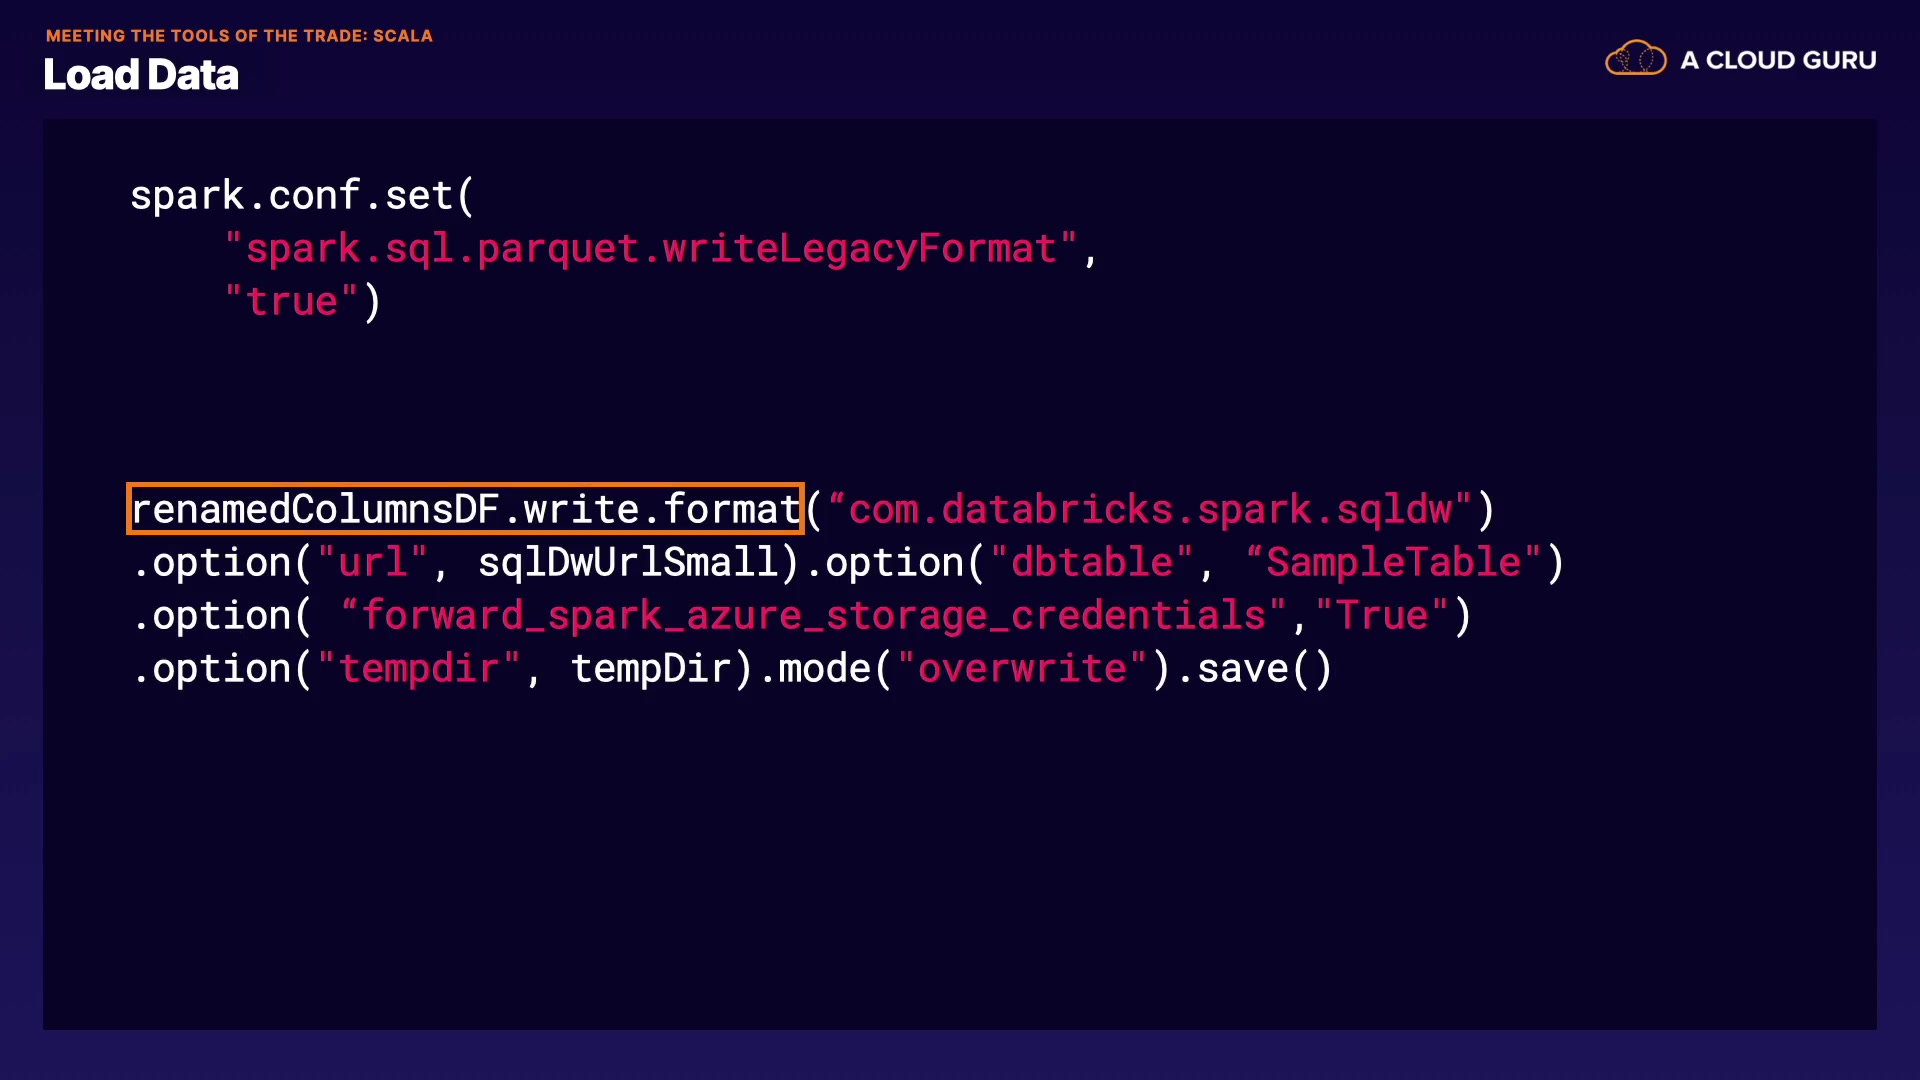 MEETING THE TOOLS OF THE TRADE: SCALA
Load Data
A CLOUD GURU
spark.conf.set(
"spark.sql.parquet.writeLegacyFormat",
"true")
renamedColumnsDF.write.format(“com.databricks.spark.sqldw")
.option("url", sqlDwUrlSmall).option("dbtable", “SampleTable")
.option( “forward_spark_azure_storage_credentials","True")
.option("tempdir", tempDir).mode("overwrite").save()